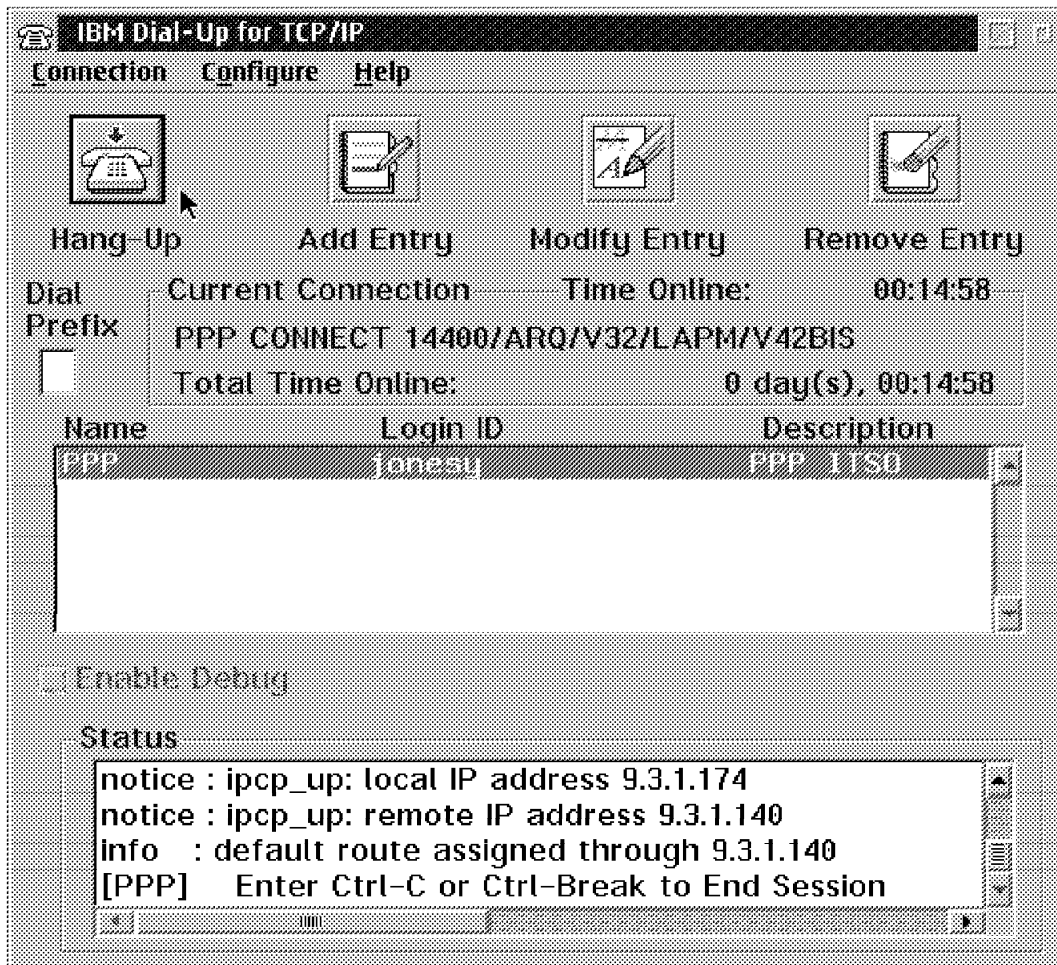 IBM Dial-Up for TCP/IP
Connection Configure Help
Hang-Up Add Entry Modify Entry Remove Entry
Dial Prefix
Current Connection Time Online: 00:14:58
PPP CONNECT 14400/ARQ/V32/LAPM/V42BIS
Total Time Online: 0 day(s), 00:14:58
Name Login ID Description
PPP jonesy PPP ITSO
Enable Debug
Status
notice : ipcp_up: local IP address 9.3.1.174
notice : ipcp_up: remote IP address 9.3.1.140
info : default route assigned through 9.3.1.140
[PPP] Enter Ctrl-C or Ctrl-Break to End Session